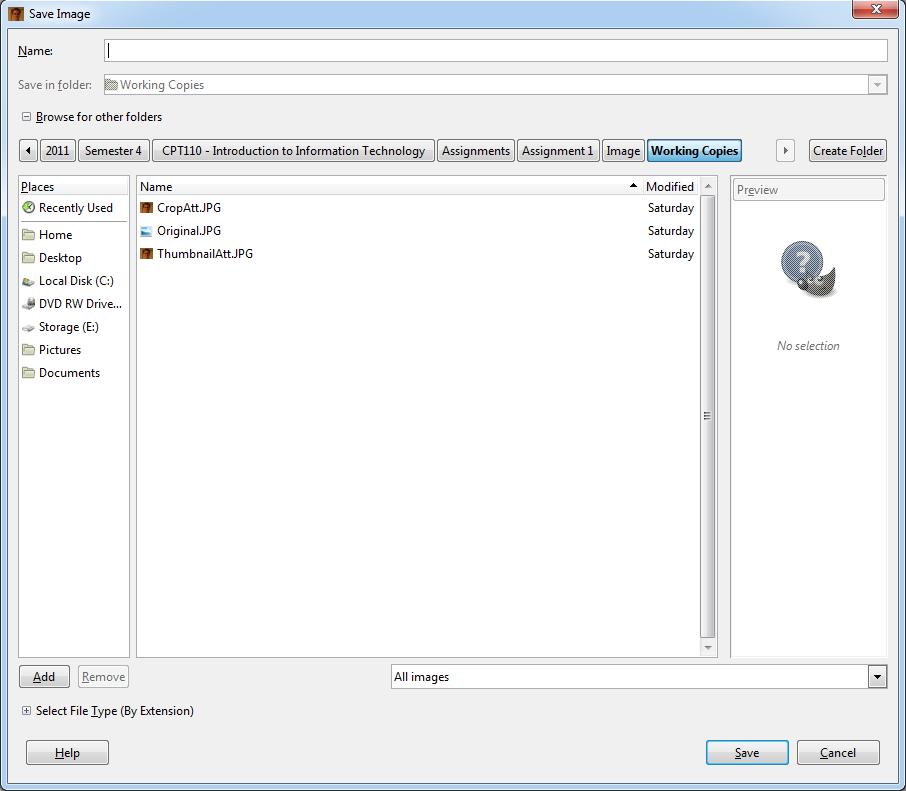 Save Image
Name:
Save in folder: Working Copies
Browse for other folders
2011 Semester 4 CPT110 - Introduction to Information Technology Assignments Assignment 1 Image Working Copies Create Folder
Places
Recently Used
Home
Desktop
Local Disk (C:)
DVD RW Drive...
Storage (E:)
Pictures
Documents
Name Modified
CropAtt.JPG Saturday
Original.JPG Saturday
ThumbnailAtt.JPG Saturday
Preview
?
No selection
Add Remove All images
Select File Type (By Extension)
Help Save Cancel